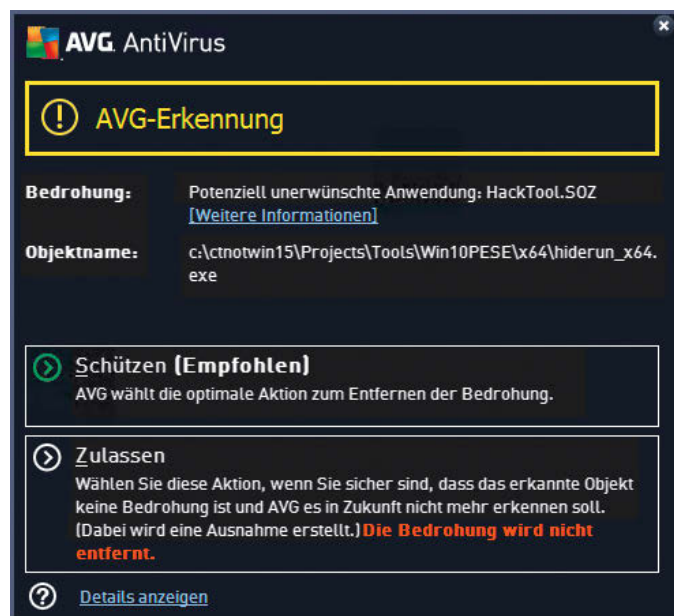 AVG. AntiVirus
AVG-Erkennung
Bedrohung: Potenziell unerwünschte Anwendung: HackTool.SOZ
[Weitere Informationen]
Objektname: c:\ctnotwin15\Projects\Tools\Win10PESE\x64\hiderun_x64.
exe
Schützen (Empfohlen)
AVG wählt die optimale Aktion zum Entfernen der Bedrohung.
Zulassen
Wählen Sie diese Aktion, wenn Sie sicher sind, dass das erkannte Objekt
keine Bedrohung ist und AVG es in Zukunft nicht mehr erkennen soll.
(Dabei wird eine Ausnahme erstellt.) Die Bedrohung wird nicht
entfernt.
Details anzeigen